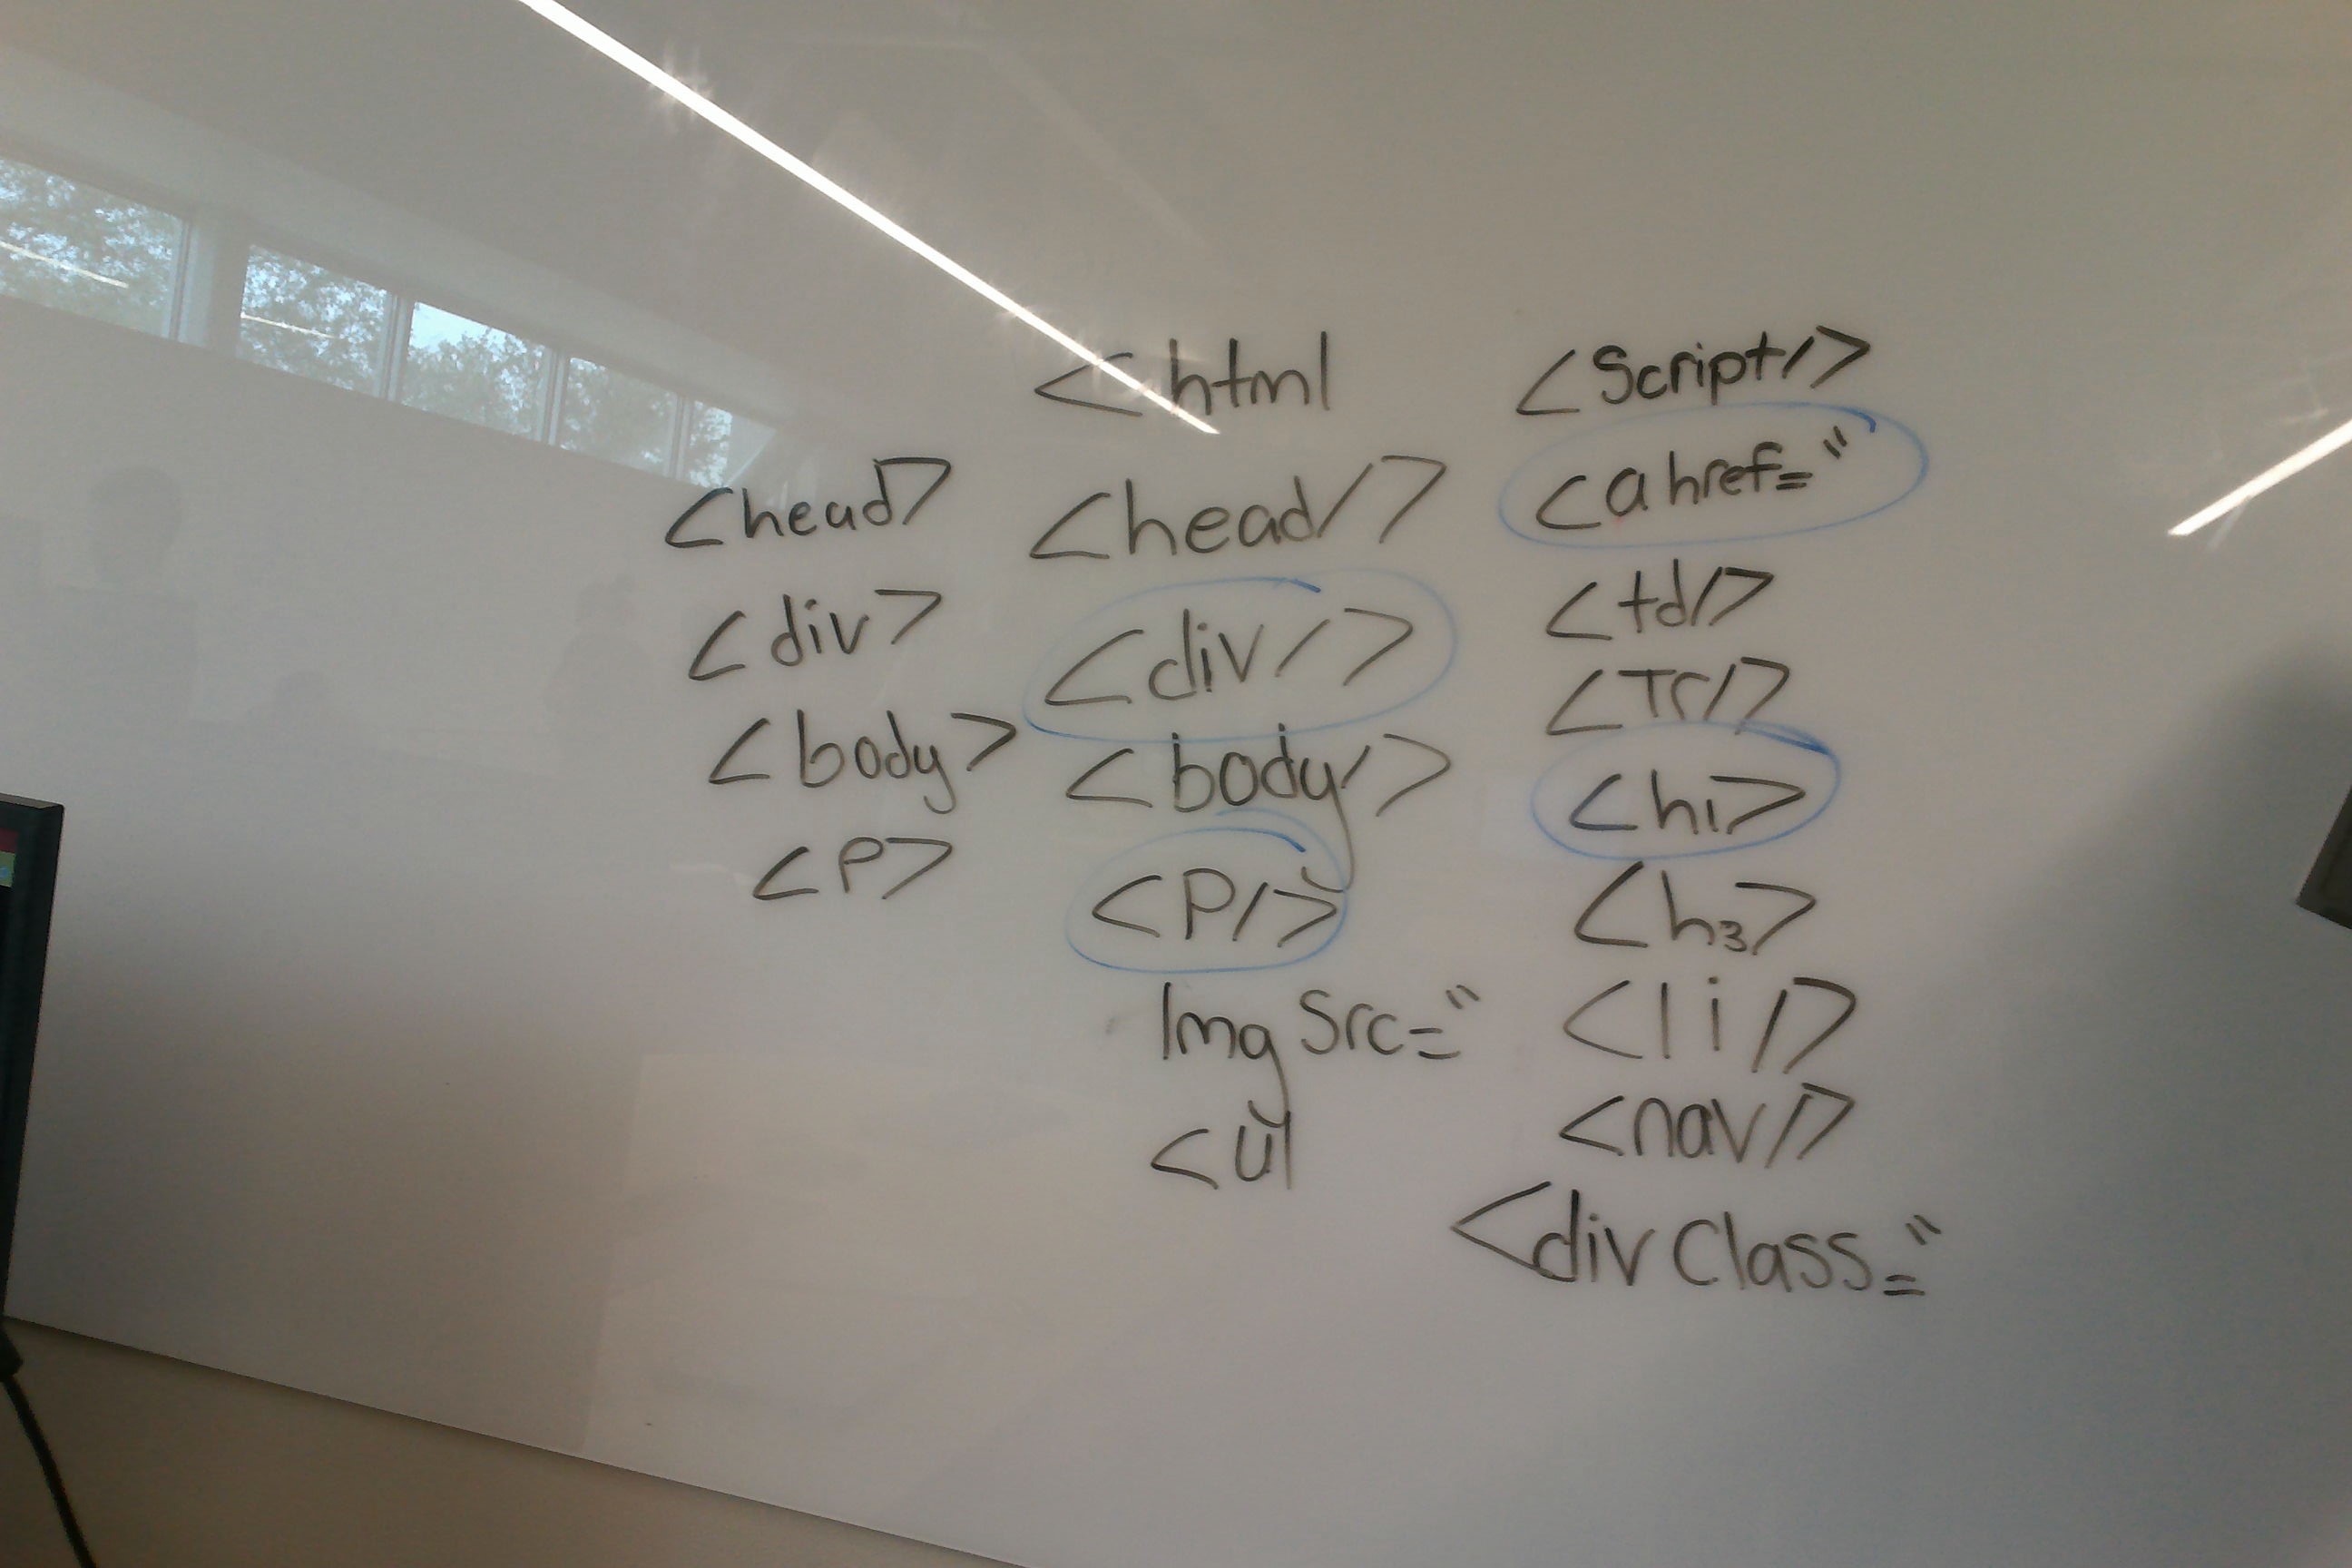 <head>
<div>
<body>
<P>
<html
<head/>
<div/>
<body/>
<P/>
Img Src="
<ul
<Script/>
<a href="
<td/>
<Tr/>
<h1>
<h3>
<li/>
<nav/>
<div Class="